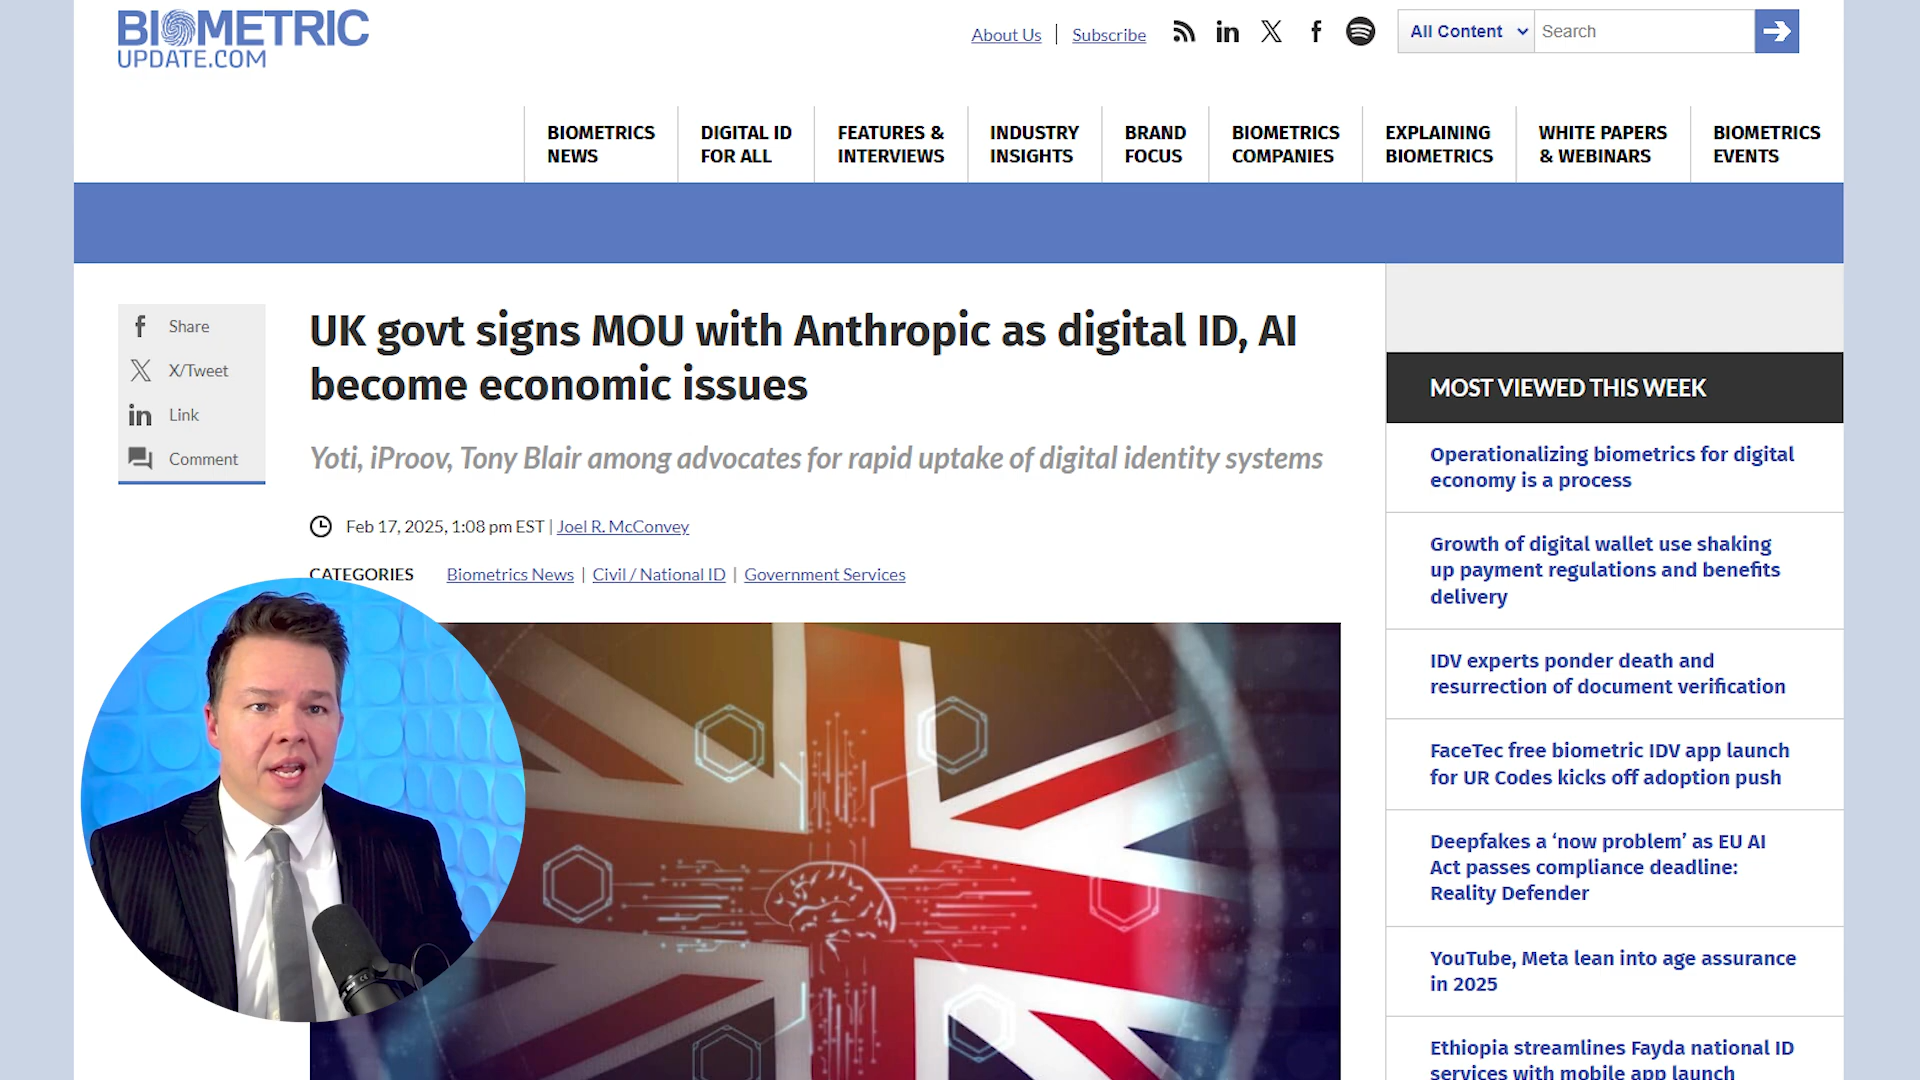 BIOMETRIC
UPDATE.COM
About Us | Subscribe
All Content
Search
BIOMETRICS
NEWS
DIGITAL ID
FOR ALL
FEATURES &
INTERVIEWS
INDUSTRY
INSIGHTS
BRAND
FOCUS
BIOMETRICS
COMPANIES
EXPLAINING
BIOMETRICS
WHITE PAPERS
& WEBINARS
BIOMETRICS
EVENTS
Share
X/Tweet
Link
Comment
UK govt signs MOU with Anthropic as digital ID, AI
become economic issues
Yoti, iProov, Tony Blair among advocates for rapid uptake of digital identity systems
Feb 17, 2025, 1:08 pm EST | Joel R. McConvey
CATEGORIES Biometrics News | Civil / National ID | Government Services
MOST VIEWED THIS WEEK
Operationalizing biometrics for digital
economy is a process
Growth of digital wallet use shaking
up payment regulations and benefits
delivery
IDV experts ponder death and
resurrection of document verification
FaceTec free biometric IDV app launch
for UR Codes kicks off adoption push
Deepfakes a ‘now problem’ as EU AI
Act passes compliance deadline:
Reality Defender
YouTube, Meta lean into age assurance
in 2025
Ethiopia streamlines Fayda national ID
services with mobile app launch